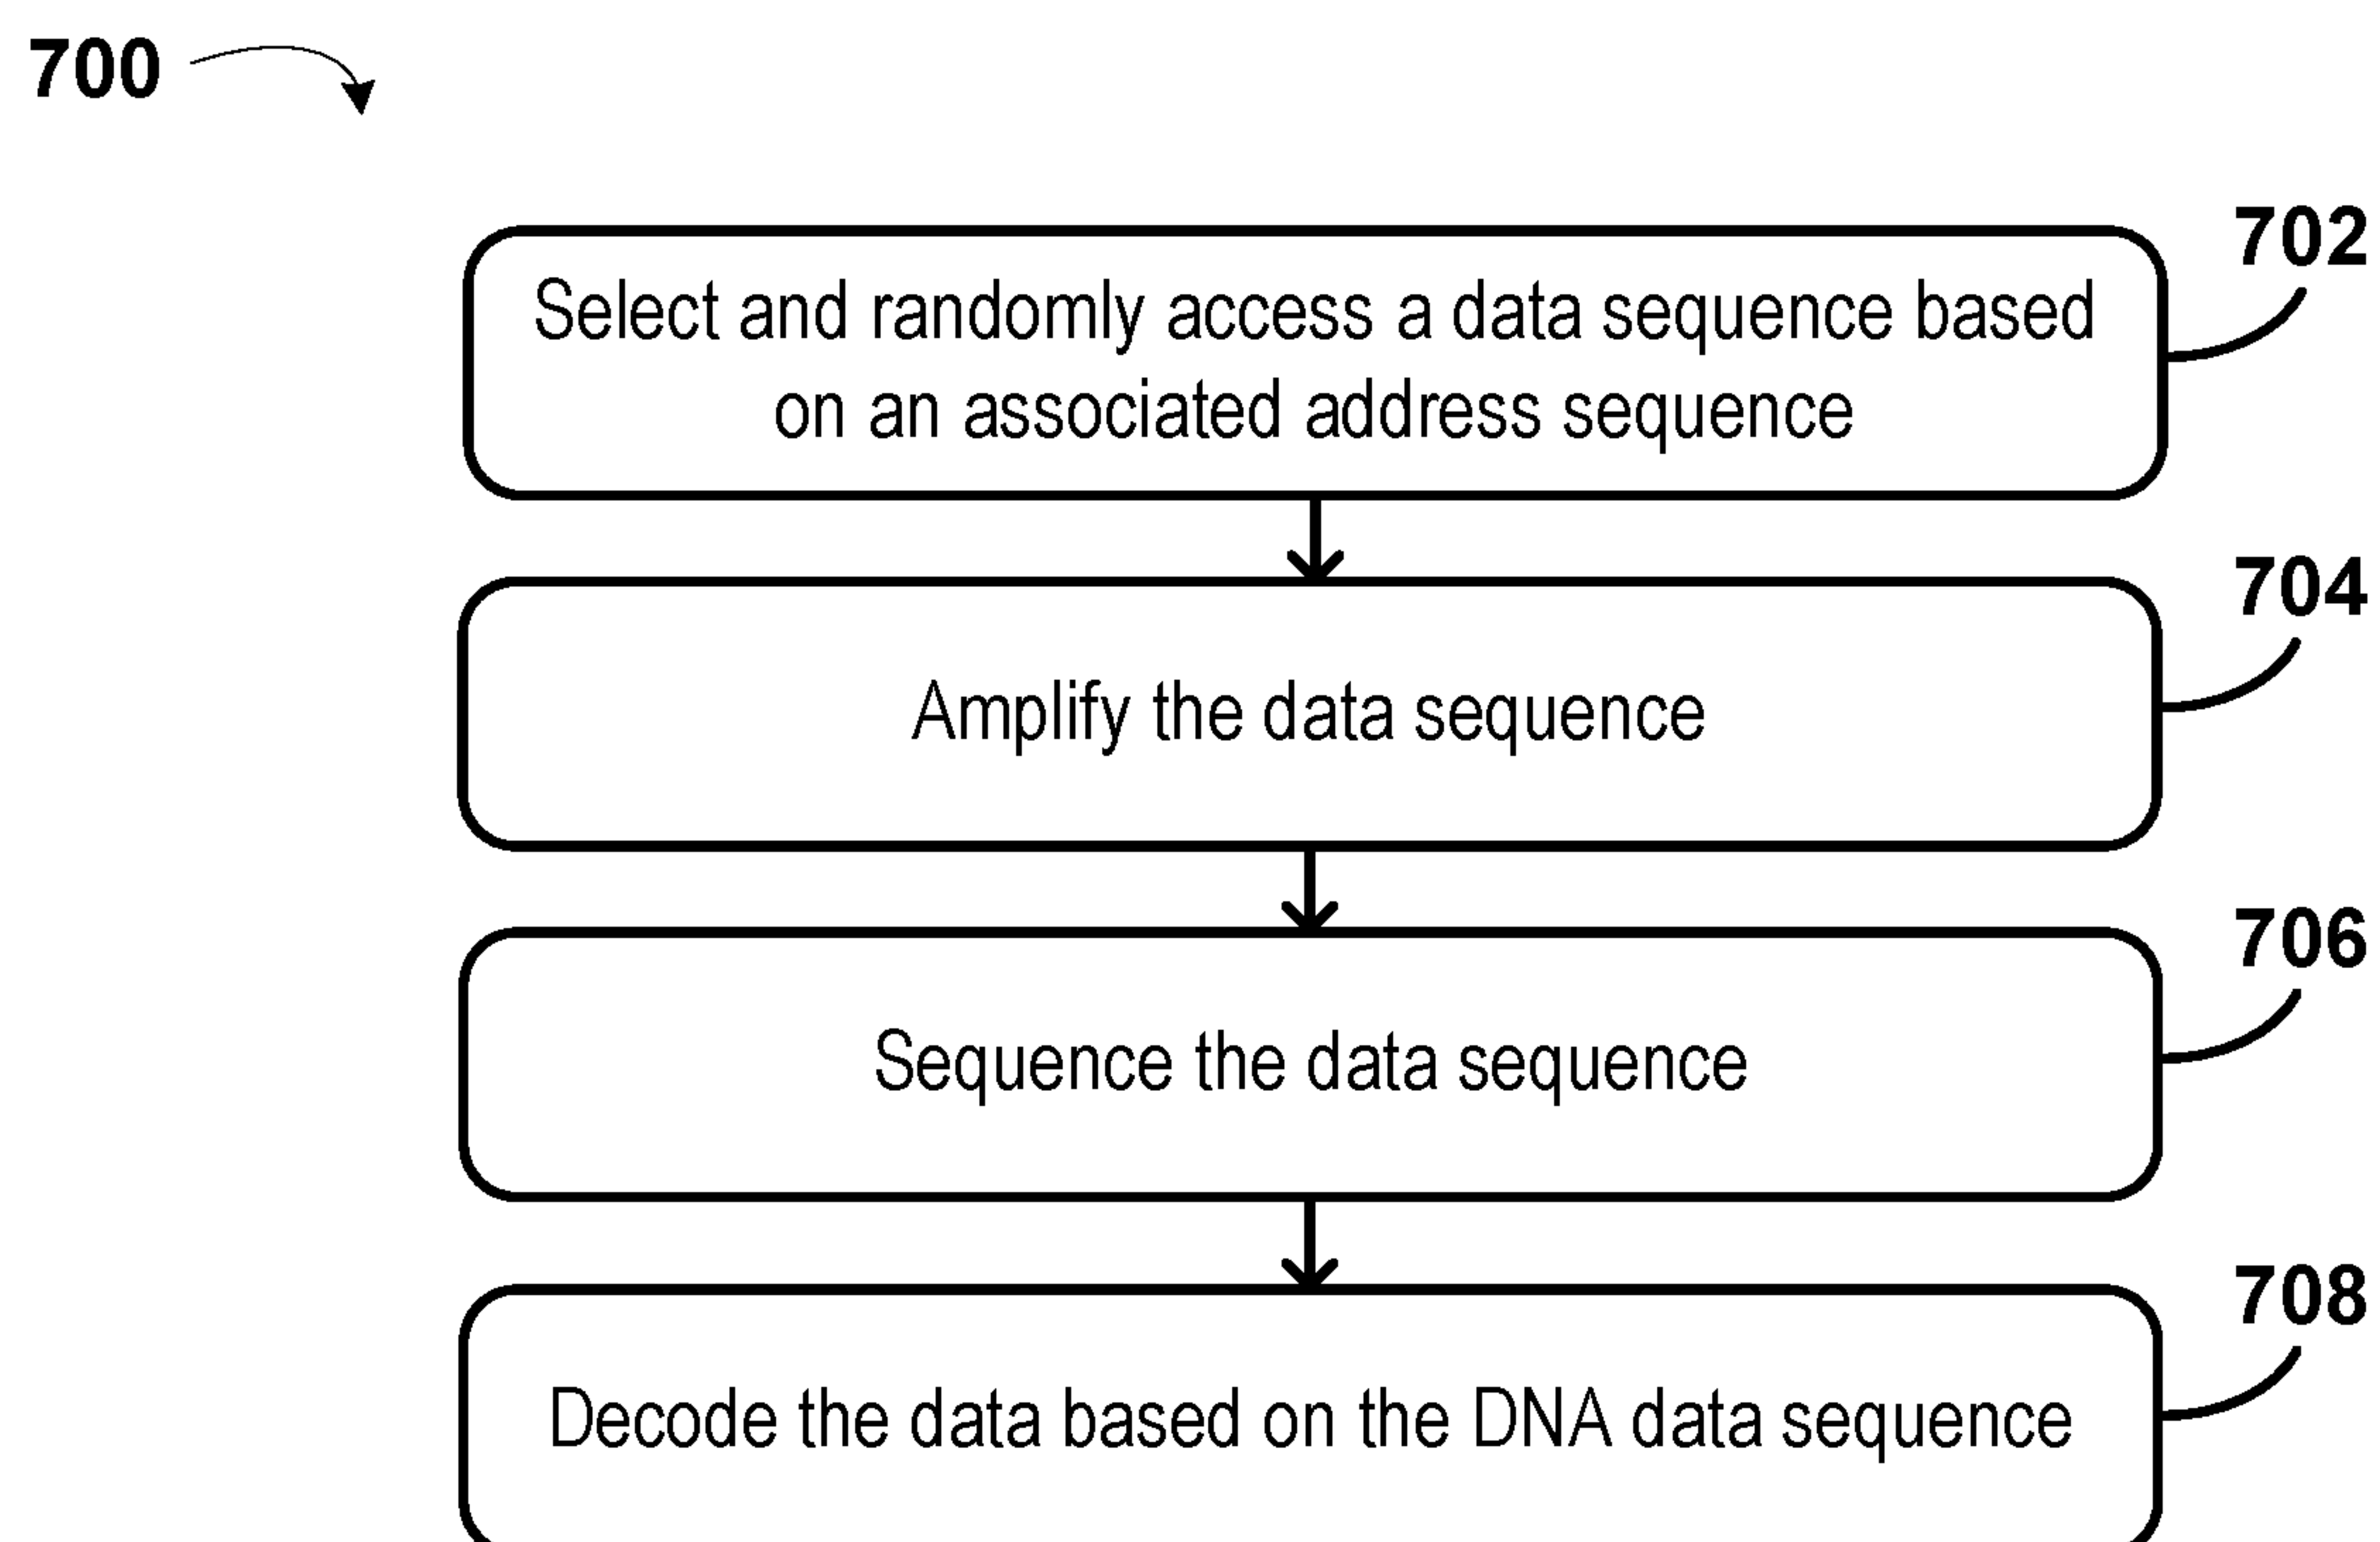 700
702
Select and randomly access a data sequence based
on an associated address sequence
704
Amplify the data sequence
706
Sequence the data sequence
708
Decode the data based on the DNA data sequence